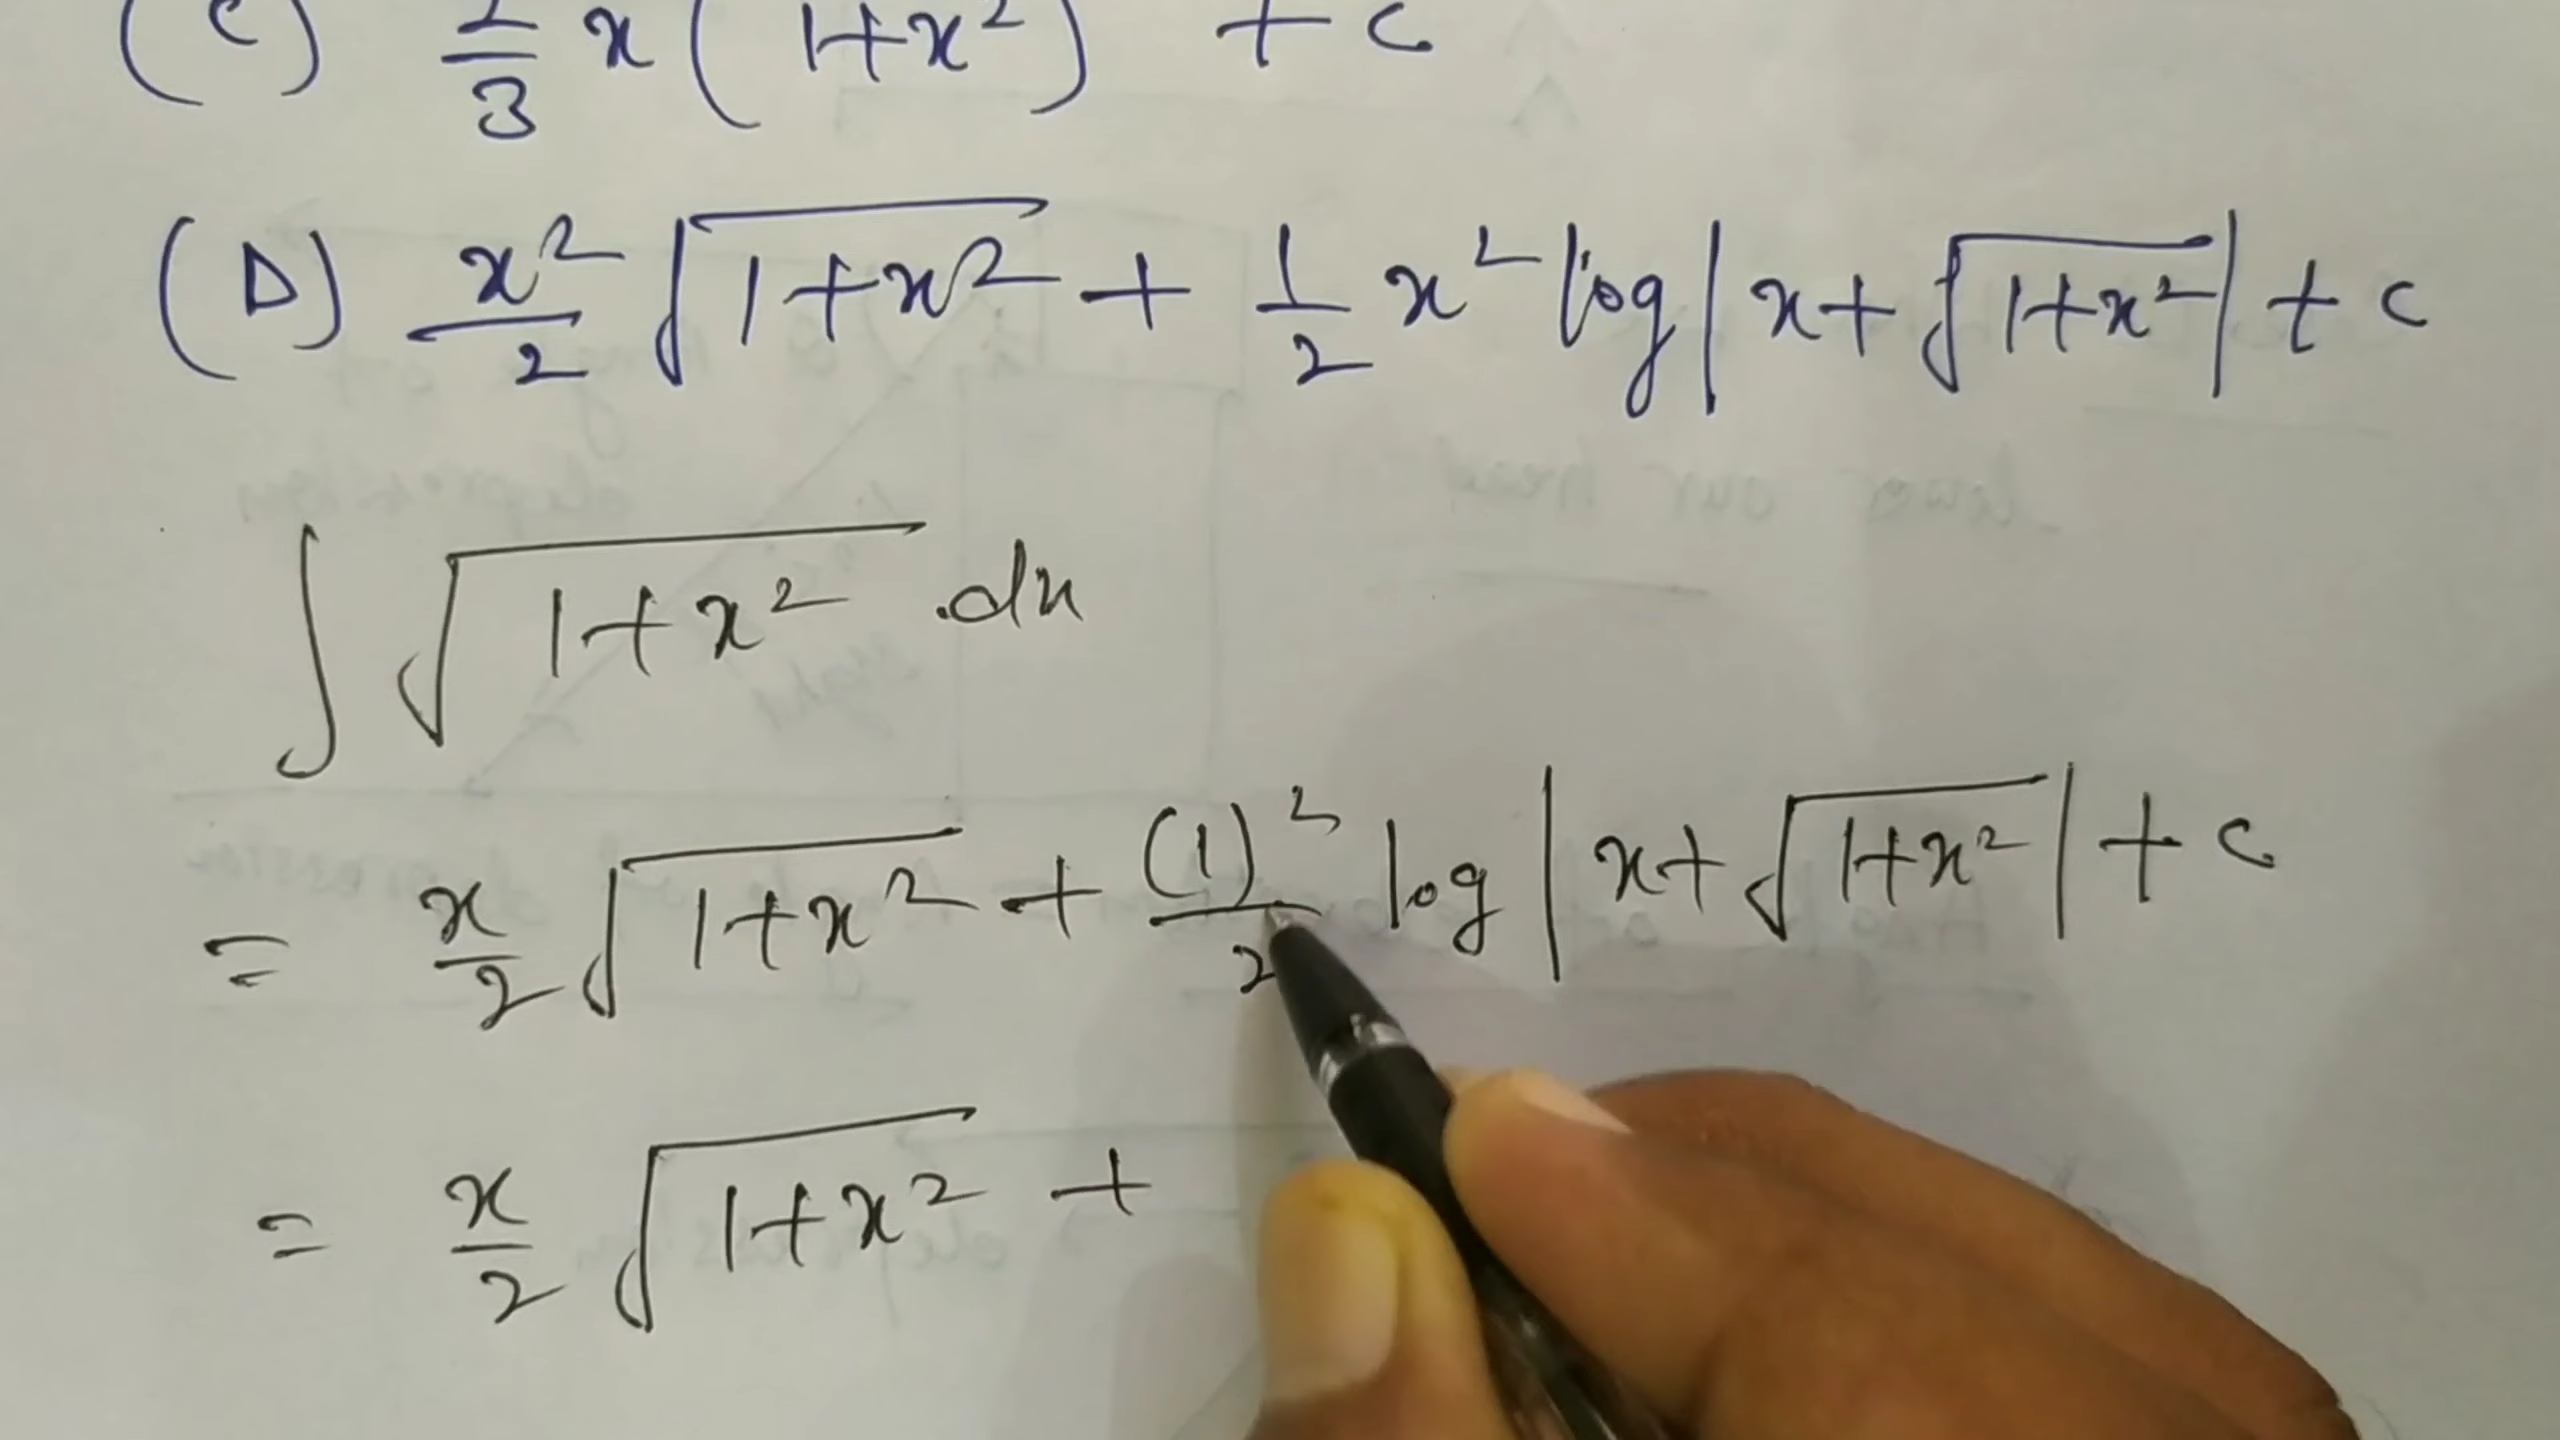 (C) 2/3 x(1+x²) + c
(D) x²/2 √(1+x²) + 1/2 x² log|x+√(1+x²)| + c
∫ √(1+x²) .dx
= x/2 √(1+x²) + (1)²/2 log|x+√(1+x²)| + c
= x/2 √(1+x²) +